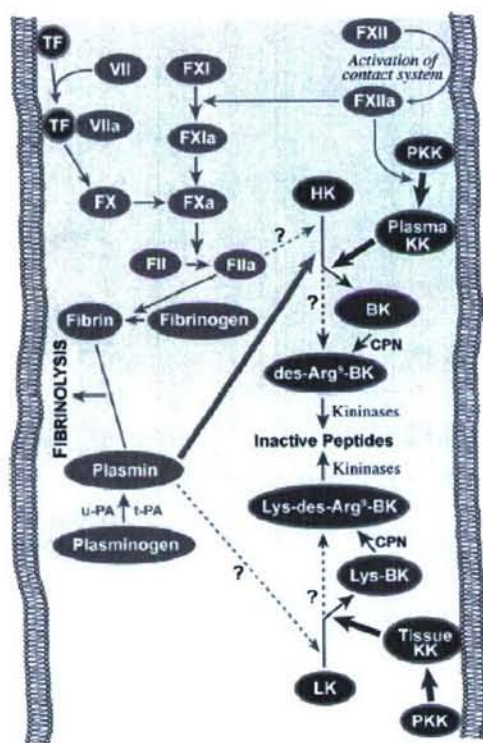 TF
VII
FXI
FXII
Activation of
contact system
TF
VIIa
FXIa
FXIIa
PKK
FX
FXa
HK
Plasma
KK
?
FII
FIIa
?
BK
Fibrin
Fibrinogen
CPN
des-Arg⁹-BK
FIBRINOLYSIS
Kininases
Inactive Peptides
Plasmin
Kininases
u-PA
t-PA
Lys-des-Arg⁹-BK
Plasminogen
CPN
?
?
Lys-BK
Tissue
KK
LK
PKK